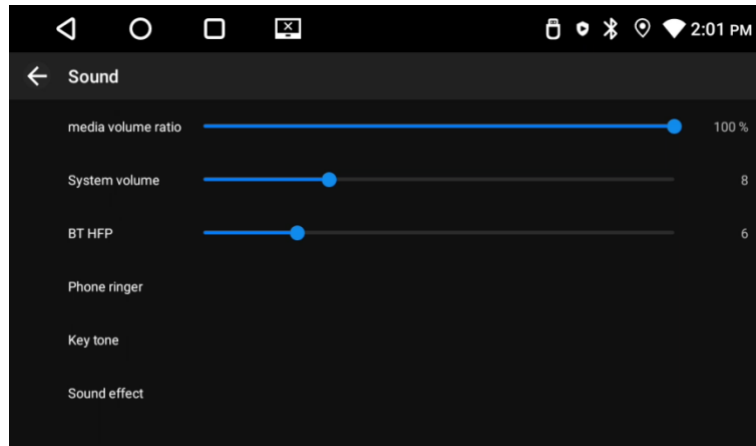 2:01 PM
Sound
media volume ratio 100 %
System volume 8
BT HFP 6
Phone ringer
Key tone
Sound effect